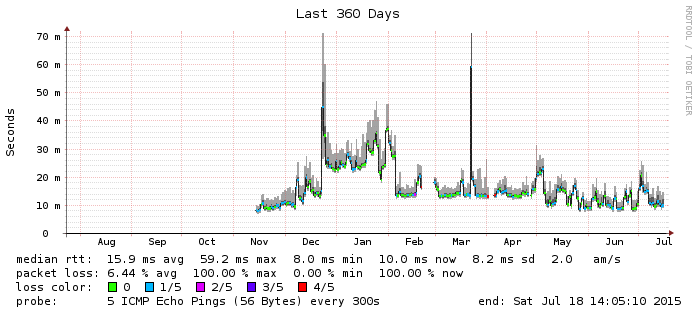 Last 360 Days
RRDTOOL / TOBI OETIKER
Seconds
70 m
60 m
50 m
40 m
30 m
20 m
10 m
0
Aug Sep Oct Nov Dec Jan Feb Mar Apr May Jun Jul
median rtt: 15.9 ms avg 59.2 ms max 8.0 ms min 10.0 ms now 8.2 ms sd 2.0 am/s
packet loss: 6.44 % avg 100.00 % max 0.00 % min 100.00 % now
loss color: 0 1/5 2/5 3/5 4/5
probe: 5 ICMP Echo Pings (56 Bytes) every 300s end: Sat Jul 18 14:05:10 2015